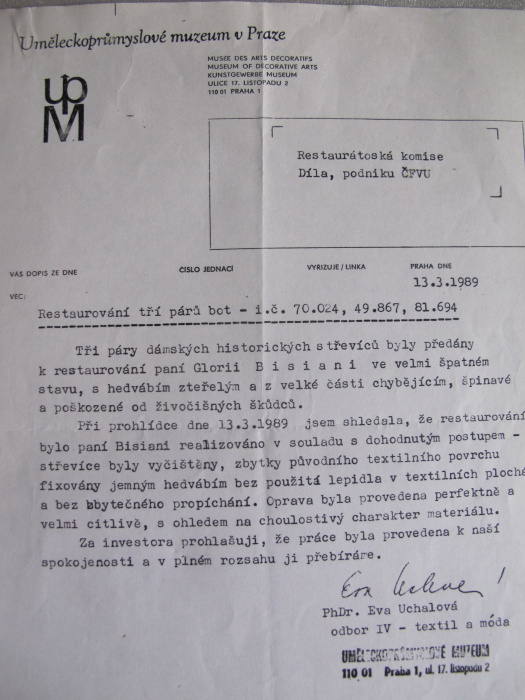 Uměleckoprůmyslové muzeum v Praze
MUSEE DES ARTS DECORATIFS
MUSEUM OF DECORATIVE ARTS
KUNSTGEWERBE MUSEUM
ULICE 17. LISTOPADU 2
110 01 PRAHA 1
UPM
Restaurátoská komise
Díla, podniku ČFVU
VÁŠ DOPIS ZE DNE
ČÍSLO JEDNACÍ
VYŘIZUJE / LINKA
PRAHA DNE
13.3.1989
VĚC:
Restaurování tří párů bot - i.č. 70.024, 49.867, 81.694
Tři páry dámských historických střevíců byly předány
k restaurování paní Glorii B i s i a n i ve velmi špatném
stavu, s hedvábím zteřelým a z velké části chybějícím, špinavé
a poškozené od živočišných škůdců.
Při prohlídce dne 13.3.1989 jsem shledala, že restaurování
bylo paní Bisiani realizováno v souladu s dohodnutým postupem -
střevíce byly vyčištěny, zbytky původního textilního povrchu
fixovány jemným hedvábím bez použitá lepidla v textilních ploché
a bez zbytečného propíchání. Oprava byla provedena perfektně a
velmi citlivě, s ohledem na choulostivý charakter materiálu.
Za investora prohlašuji, že práce byla provedena k naší
spokojenosti a v plném rozsahu ji přebíráre.
Eva Uchalová
PhDr. Eva Uchalová
odbor IV - textil a móda
UMĚLECKOPRŮMYSLOVÉ MUZEUM
110 01 Praha 1, ul. 17. listopadu 2